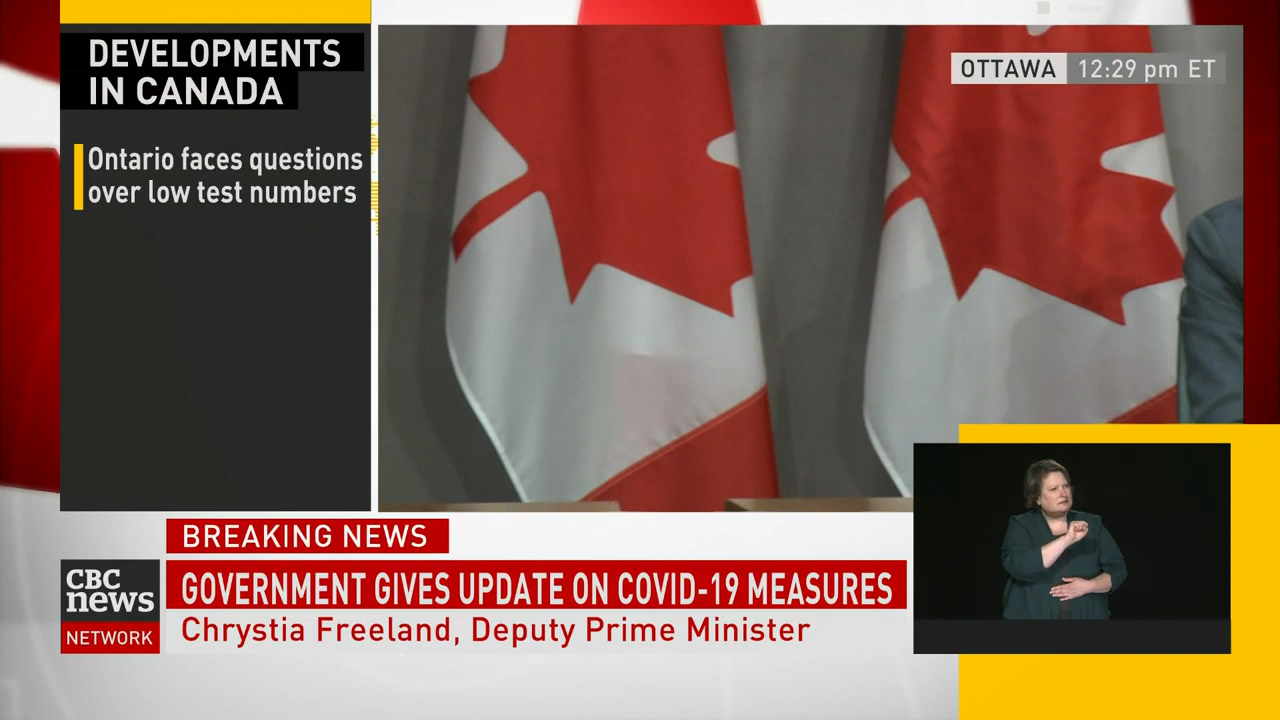 DEVELOPMENTS
IN CANADA
Ontario faces questions
over low test numbers
OTTAWA 12:29 pm ET
BREAKING NEWS
GOVERNMENT GIVES UPDATE ON COVID-19 MEASURES
Chrystia Freeland, Deputy Prime Minister
CBC
news
NETWORK